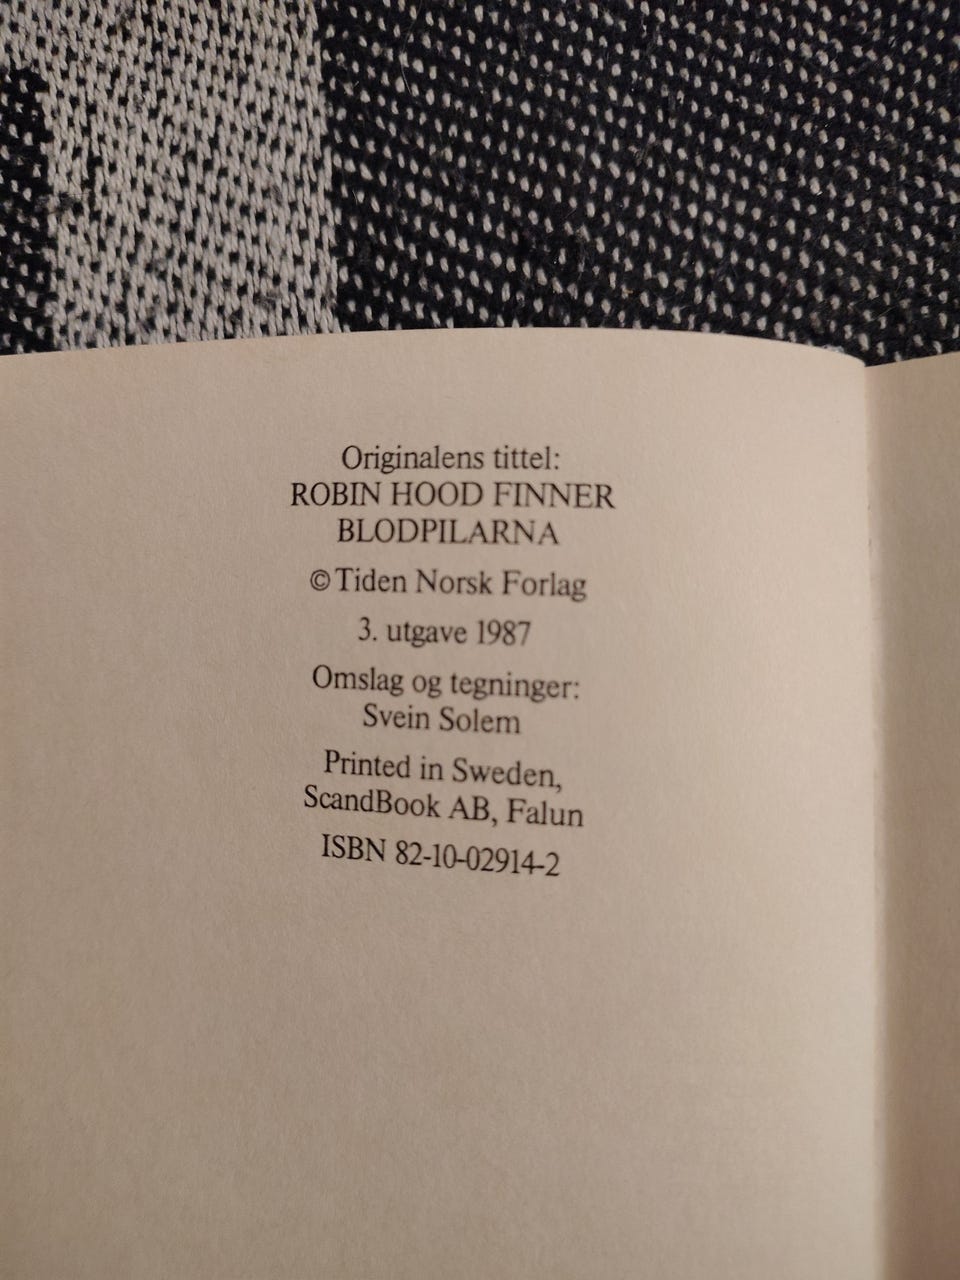 Originalens tittel:
ROBIN HOOD FINNER
BLODPILARNA
© Tiden Norsk Forlag
3. utgave 1987
Omslag og tegninger:
Svein Solem
Printed in Sweden,
ScandBook AB, Falun
ISBN 82-10-02914-2